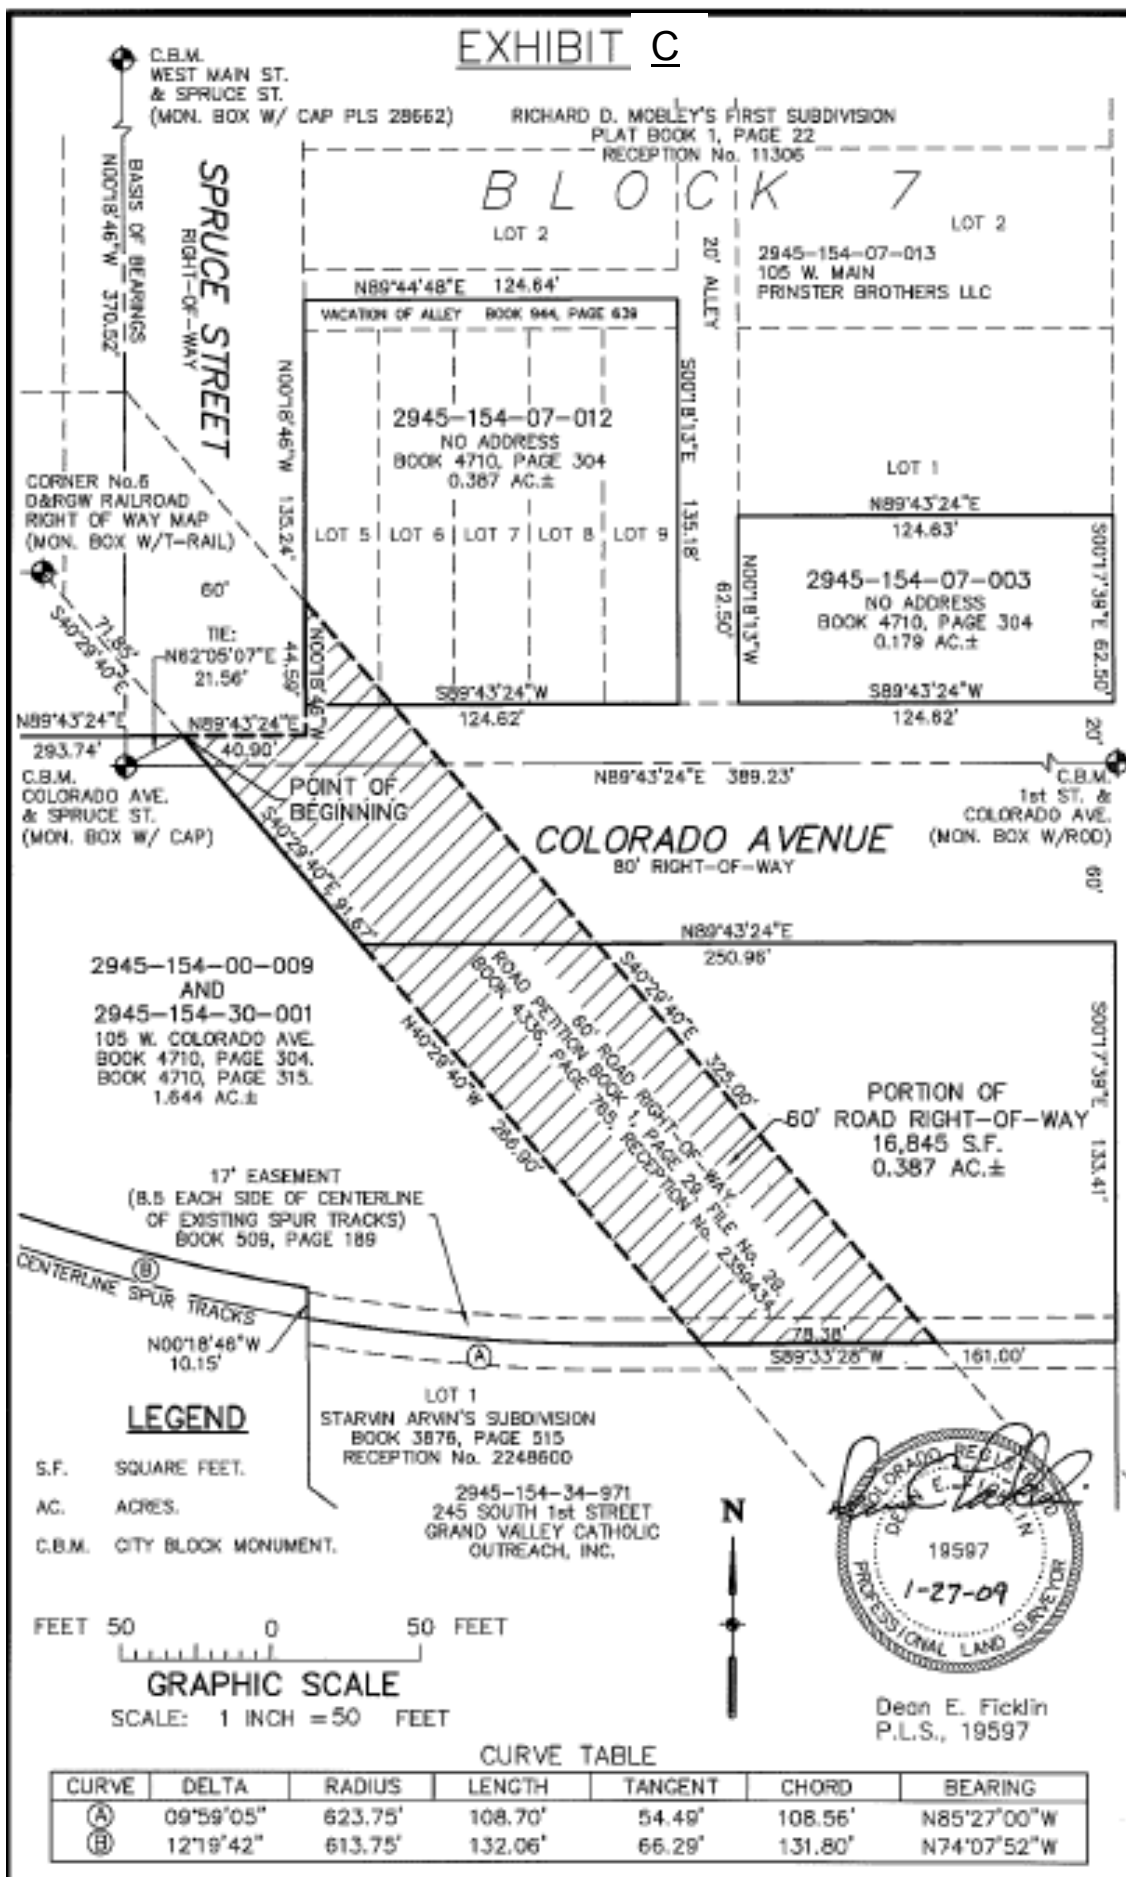 EXHIBIT C
C.B.M.
WEST MAIN ST.
& SPRUCE ST.
(MON. BOX W/ CAP PLS 28662)
RICHARD D. MOBLEY'S FIRST SUBDIVISION
PLAT BOOK 1, PAGE 22
RECEPTION No. 11306
BLOCK 7
BASIS OF BEARINGS
N00°18'46"W 370.52'
SPRUCE STREET
RIGHT-OF-WAY
LOT 2
20' ALLEY
LOT 2
2945-154-07-013
105 W. MAIN
PRINSTER BROTHERS LLC
N89°44'48"E 124.64'
VACATION OF ALLEY BOOK 944, PAGE 639
N00°18'46"W 135.24'
2945-154-07-012
NO ADDRESS
BOOK 4710, PAGE 304
0.387 AC.±
S00°18'13"E 135.18'
LOT 5
LOT 6
LOT 7
LOT 8
LOT 9
LOT 1
N89°43'24"E
124.63'
2945-154-07-003
NO ADDRESS
BOOK 4710, PAGE 304
0.179 AC.±
N00°18'13"W
62.50'
S00°17'39"E 62.50'
S89°43'24"W
124.62'
S89°43'24"W
124.62'
CORNER No.6
D&RGW RAILROAD
RIGHT OF WAY MAP
(MON. BOX W/T-RAIL)
60'
71.85'
S40°29'40"E
TIE:
N62°05'07"E
21.56'
44.59'
N00°18'46"W
N89°43'24"E
293.74'
N89°43'24"E
40.90'
C.B.M.
COLORADO AVE.
& SPRUCE ST.
(MON. BOX W/ CAP)
POINT OF
BEGINNING
N89°43'24"E 389.23'
20'
C.B.M.
1st ST. &
COLORADO AVE.
(MON. BOX W/ROD)
60'
COLORADO AVENUE
80' RIGHT-OF-WAY
S40°29'40"E 91.67'
N89°43'24"E
250.96'
2945-154-00-009
AND
2945-154-30-001
105 W. COLORADO AVE.
BOOK 4710, PAGE 304.
BOOK 4710, PAGE 315.
1.644 AC.±
N40°29'40"W 266.90'
60' ROAD RIGHT-OF-WAY
ROAD PETITION BOOK 1, PAGE 29, FILE No. 28.
BOOK 4336, PAGE 765, RECEPTION No. 2359434.
S40°29'40"E 325.00'
PORTION OF
60' ROAD RIGHT-OF-WAY
16,845 S.F.
0.387 AC.±
S00°17'39"E 133.41'
17' EASEMENT
(8.5 EACH SIDE OF CENTERLINE
OF EXISTING SPUR TRACKS)
BOOK 509, PAGE 189
B
CENTERLINE SPUR TRACKS
N00°18'46"W
10.15'
A
78.38'
S89°33'28"W 161.00'
LOT 1
STARVIN ARVIN'S SUBDIVISION
BOOK 3876, PAGE 515
RECEPTION No. 2248600
2945-154-34-971
245 SOUTH 1st STREET
GRAND VALLEY CATHOLIC
OUTREACH, INC.
LEGEND
S.F. SQUARE FEET.
AC. ACRES.
C.B.M. CITY BLOCK MONUMENT.
N
COLORADO REGISTERED
DEAN E. FICKLIN
19597
1-27-09
PROFESSIONAL LAND SURVEYOR
Dean E. Ficklin
P.L.S., 19597
FEET 50 0 50 FEET
GRAPHIC SCALE
SCALE: 1 INCH = 50 FEET
CURVE TABLE
CURVE DELTA RADIUS LENGTH TANGENT CHORD BEARING
A 09°59'05" 623.75' 108.70' 54.49' 108.56' N85°27'00"W
B 12°19'42" 613.75' 132.06' 66.29' 131.80' N74°07'52"W